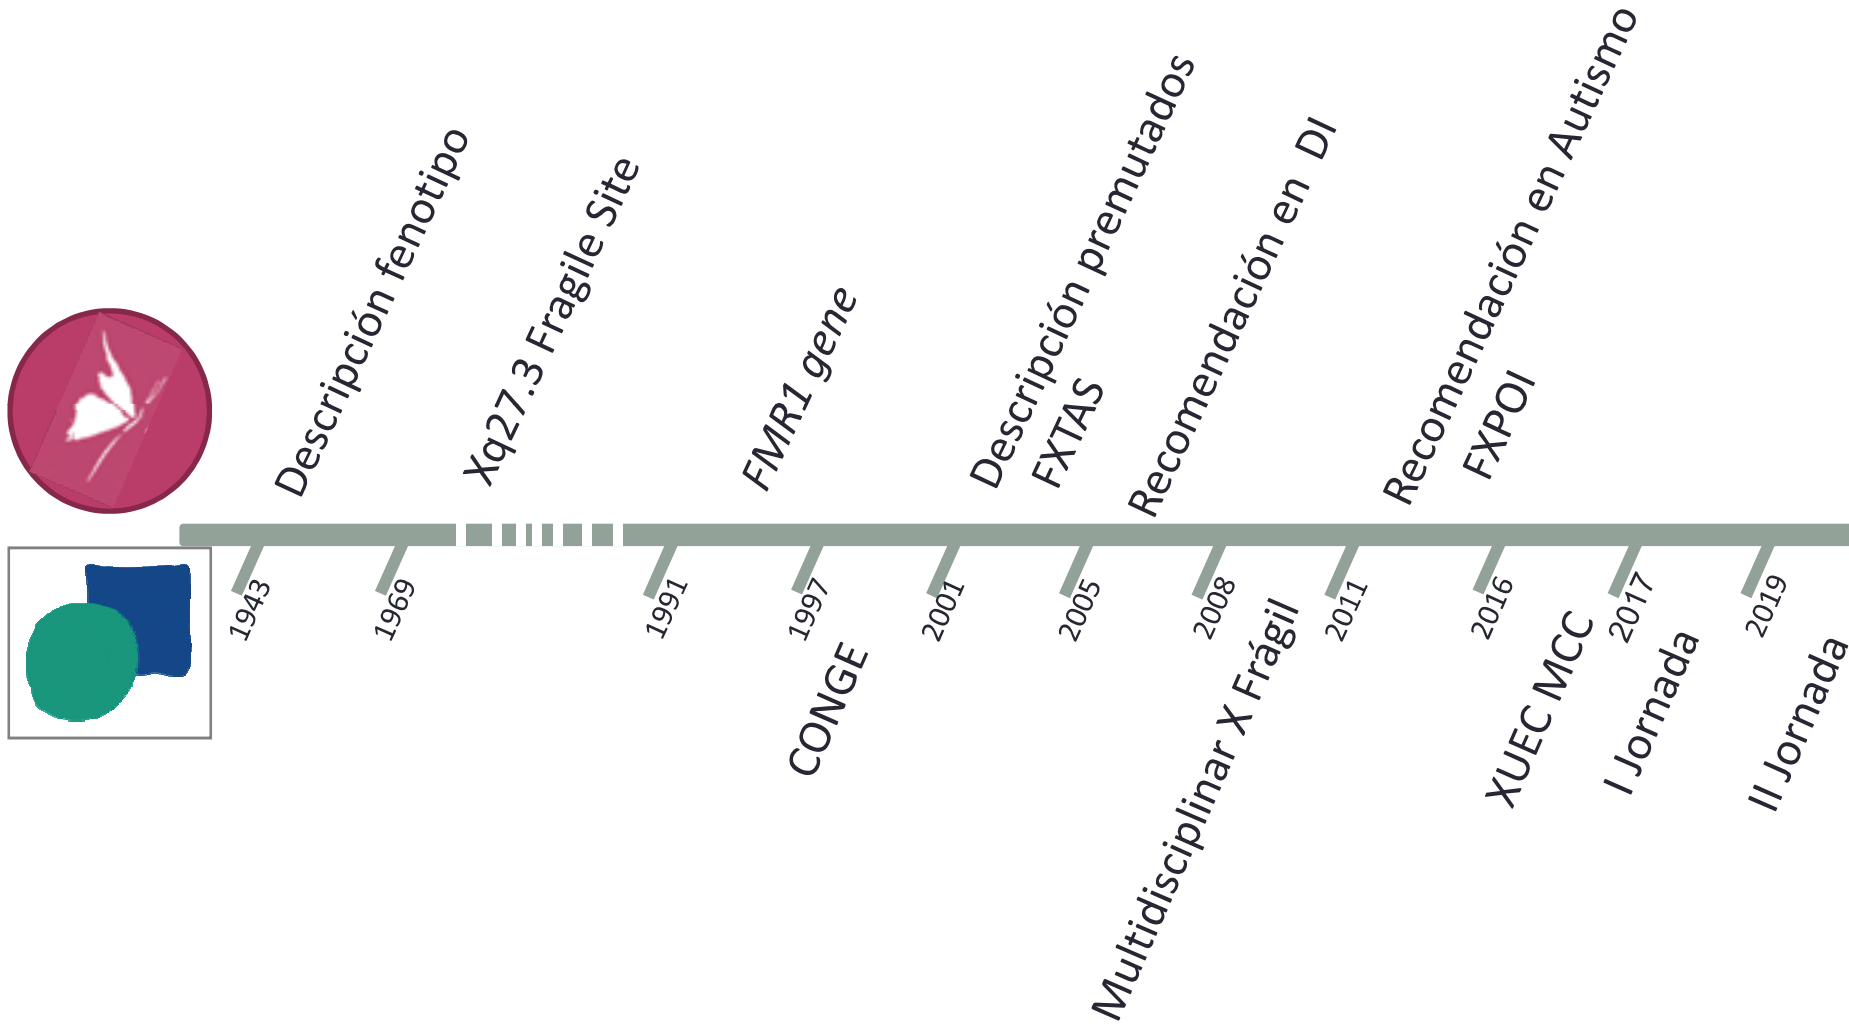 Descripción fenotipo
Xq27.3 Fragile Site
FMR1 gene
Descripción premutados
FXTAS
Recomendación en DI
Recomendación en Autismo
FXPOI
1943
1969
1991
1997
2001
2005
2008
2011
2016
2017
2019
CONGE
Multidisciplinar X Frágil
XUEC MCC
I Jornada
II Jornada